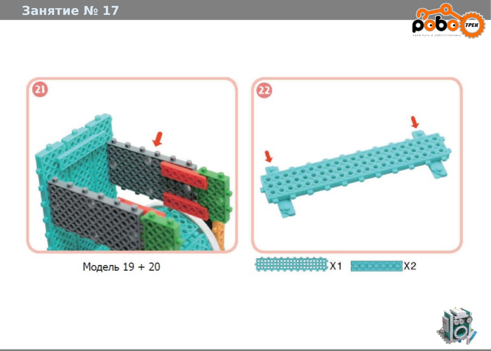 Занятие № 17
робо
ТРЕК
21
22
Модель 19 + 20
X1
X2